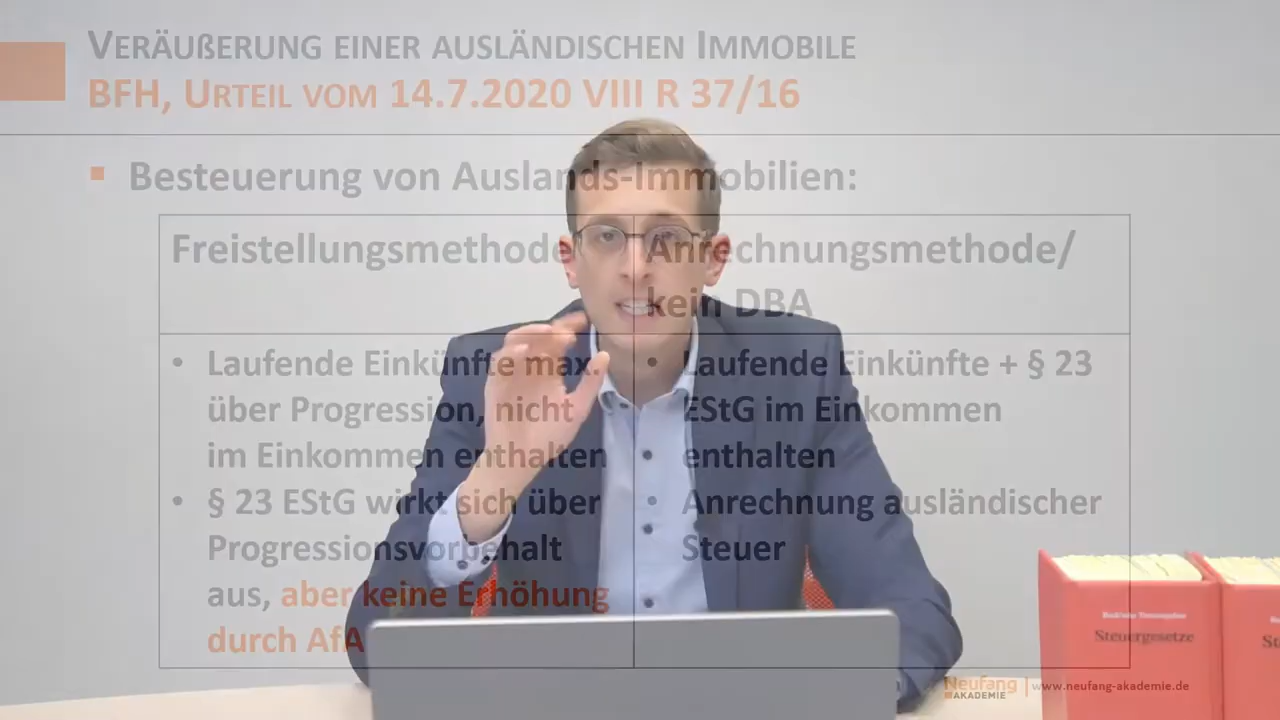 VERÄUßERUNG EINER AUSLÄNDISCHEN IMMOBILE
BFH, URTEIL VOM 14.7.2020 VIII R 37/16
Besteuerung von Auslands-Immobilien:
Freistellungsmethode
Anrechnungsmethode/
kein DBA
• Laufende Einkünfte max.
über Progression, nicht
im Einkommen enthalten
• § 23 EStG wirkt sich über
Progressionsvorbehalt
aus, aber keine Erhöhung
durch AfA
• Laufende Einkünfte + § 23
EStG im Einkommen
enthalten
• Anrechnung ausländischer
Steuer
Steuergesetze
Neufang
AKADEMIE
www.neufang-akademie.de